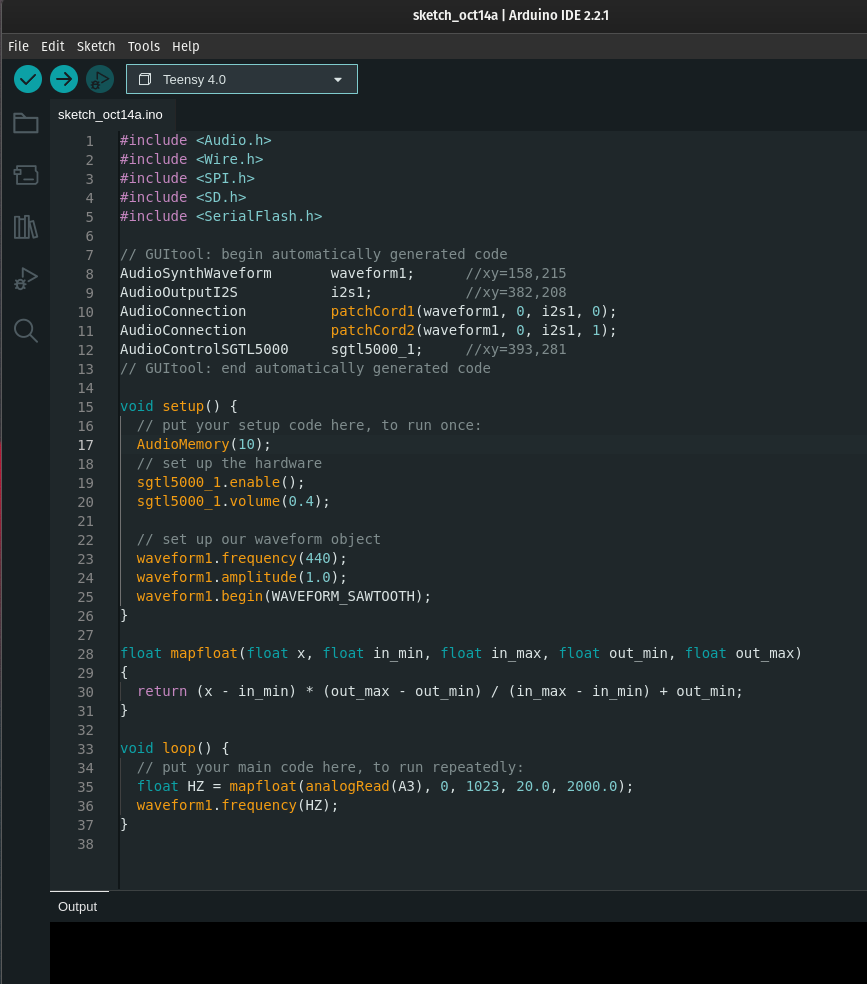 sketch_oct14a | Arduino IDE 2.2.1
File Edit Sketch Tools Help
Teensy 4.0
sketch_oct14a.ino
1 #include <Audio.h>
2 #include <Wire.h>
3 #include <SPI.h>
4 #include <SD.h>
5 #include <SerialFlash.h>
6
7 // GUItool: begin automatically generated code
8 AudioSynthWaveform       waveform1;      //xy=158,215
9 AudioOutputI2S           i2s1;           //xy=382,208
10 AudioConnection          patchCord1(waveform1, 0, i2s1, 0);
11 AudioConnection          patchCord2(waveform1, 0, i2s1, 1);
12 AudioControlSGTL5000     sgtl5000_1;     //xy=393,281
13 // GUItool: end automatically generated code
14
15 void setup() {
16   // put your setup code here, to run once:
17   AudioMemory(10);
18   // set up the hardware
19   sgtl5000_1.enable();
20   sgtl5000_1.volume(0.4);
21
22   // set up our waveform object
23   waveform1.frequency(440);
24   waveform1.amplitude(1.0);
25   waveform1.begin(WAVEFORM_SAWTOOTH);
26 }
27
28 float mapfloat(float x, float in_min, float in_max, float out_min, float out_max)
29 {
30   return (x - in_min) * (out_max - out_min) / (in_max - in_min) + out_min;
31 }
32
33 void loop() {
34   // put your main code here, to run repeatedly:
35   float HZ = mapfloat(analogRead(A3), 0, 1023, 20.0, 2000.0);
36   waveform1.frequency(HZ);
37 }
38
Output